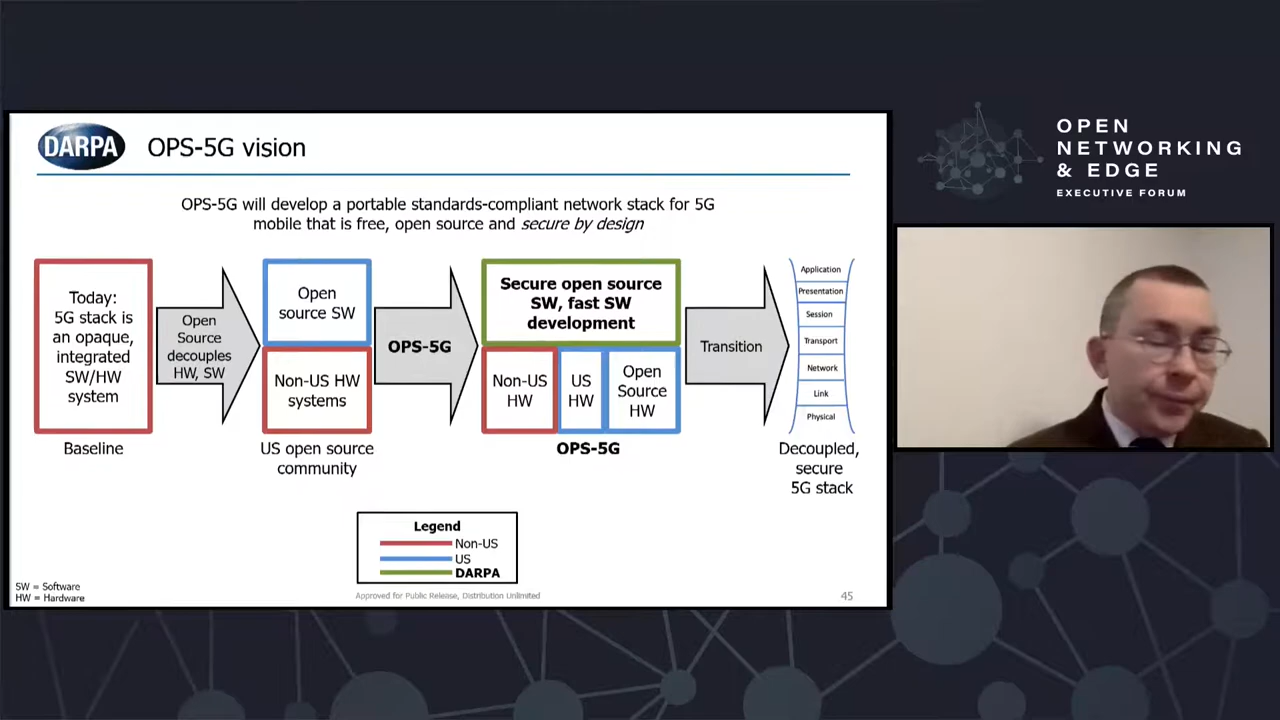 DARPA
OPS-5G vision
OPS-5G will develop a portable standards-compliant network stack for 5G
mobile that is free, open source and secure by design
Today:
5G stack is
an opaque,
integrated
SW/HW
system
Baseline
Open
Source
decouples
HW, SW
Open
source SW
Non-US HW
systems
US open source
community
OPS-5G
Secure open source
SW, fast SW
development
Non-US
HW
US
HW
Open
Source
HW
OPS-5G
Transition
Application
Presentation
Session
Transport
Network
Link
Physical
Decoupled,
secure
5G stack
Legend
Non-US
US
DARPA
SW = Software
HW = Hardware
Approved for Public Release, Distribution Unlimited
45
OPEN
NETWORKING
& EDGE
EXECUTIVE FORUM